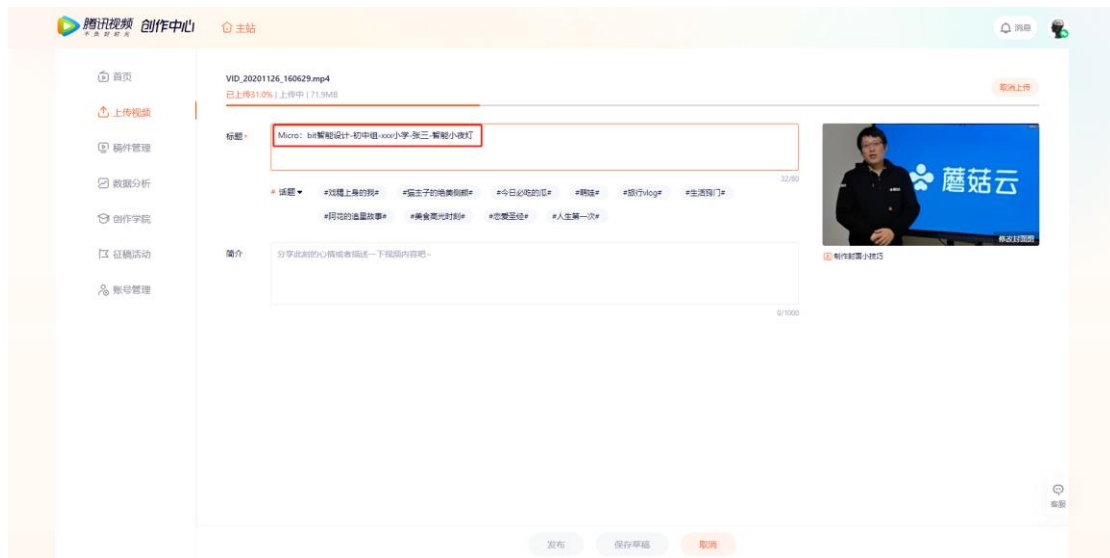 腾讯视频 创作中心 主站 消息
不负好时光
首页
上传视频
稿件管理
数据分析
创作学院
征稿活动
账号管理
VID_20201126_160629.mp4
已上传31.0% | 上传中 | 71.9MB
取消上传
标题
Micro：bit智能设计-初中组-xxx小学-张三-智能小夜灯
32/80
# 话题 #戏精上身的我# #猫主子的绝美侧颜# #今日必吃的瓜# #萌娃# #旅行vlog# #生活窍门#
#阿花的追星故事# #美食高光时刻# #恋爱圣经# #人生第一次#
简介
分享此刻的心情或者描述一下视频内容吧~
0/1000
蘑菇云
修改封面图
制作封面小技巧
客服
发布 保存草稿 取消